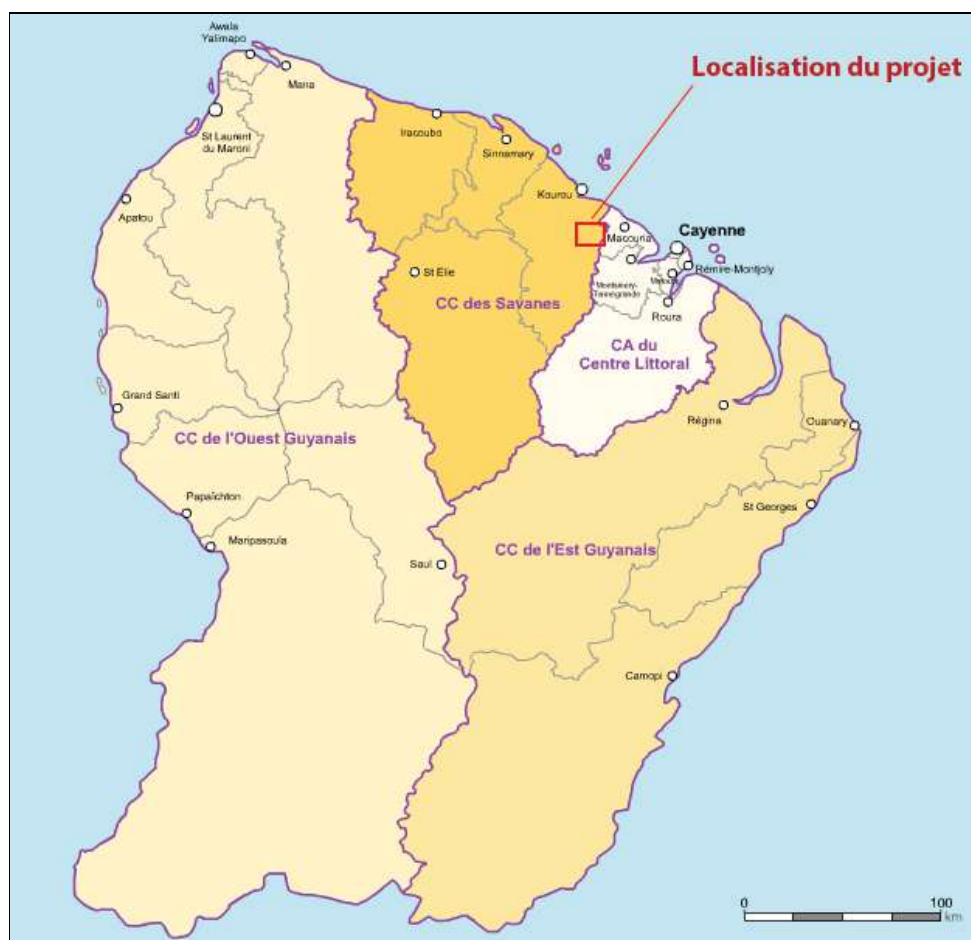 Awala
Yalimapo
Mana
Localisation du projet
St Laurent
du Maroni
Iracoubo
Sinnamary
Kourou
Apatou
Macouria
Cayenne
Rémire-Montjoly
St Elie
Montsinéry-
Tonnegrande
CC des Savanes
Roura
CA du
Centre Littoral
Grand Santi
Régina
Ouanary
CC de l'Ouest Guyanais
Papaïchton
St Georges
Maripasoula
CC de l'Est Guyanais
Saul
Camopi
0
100
km